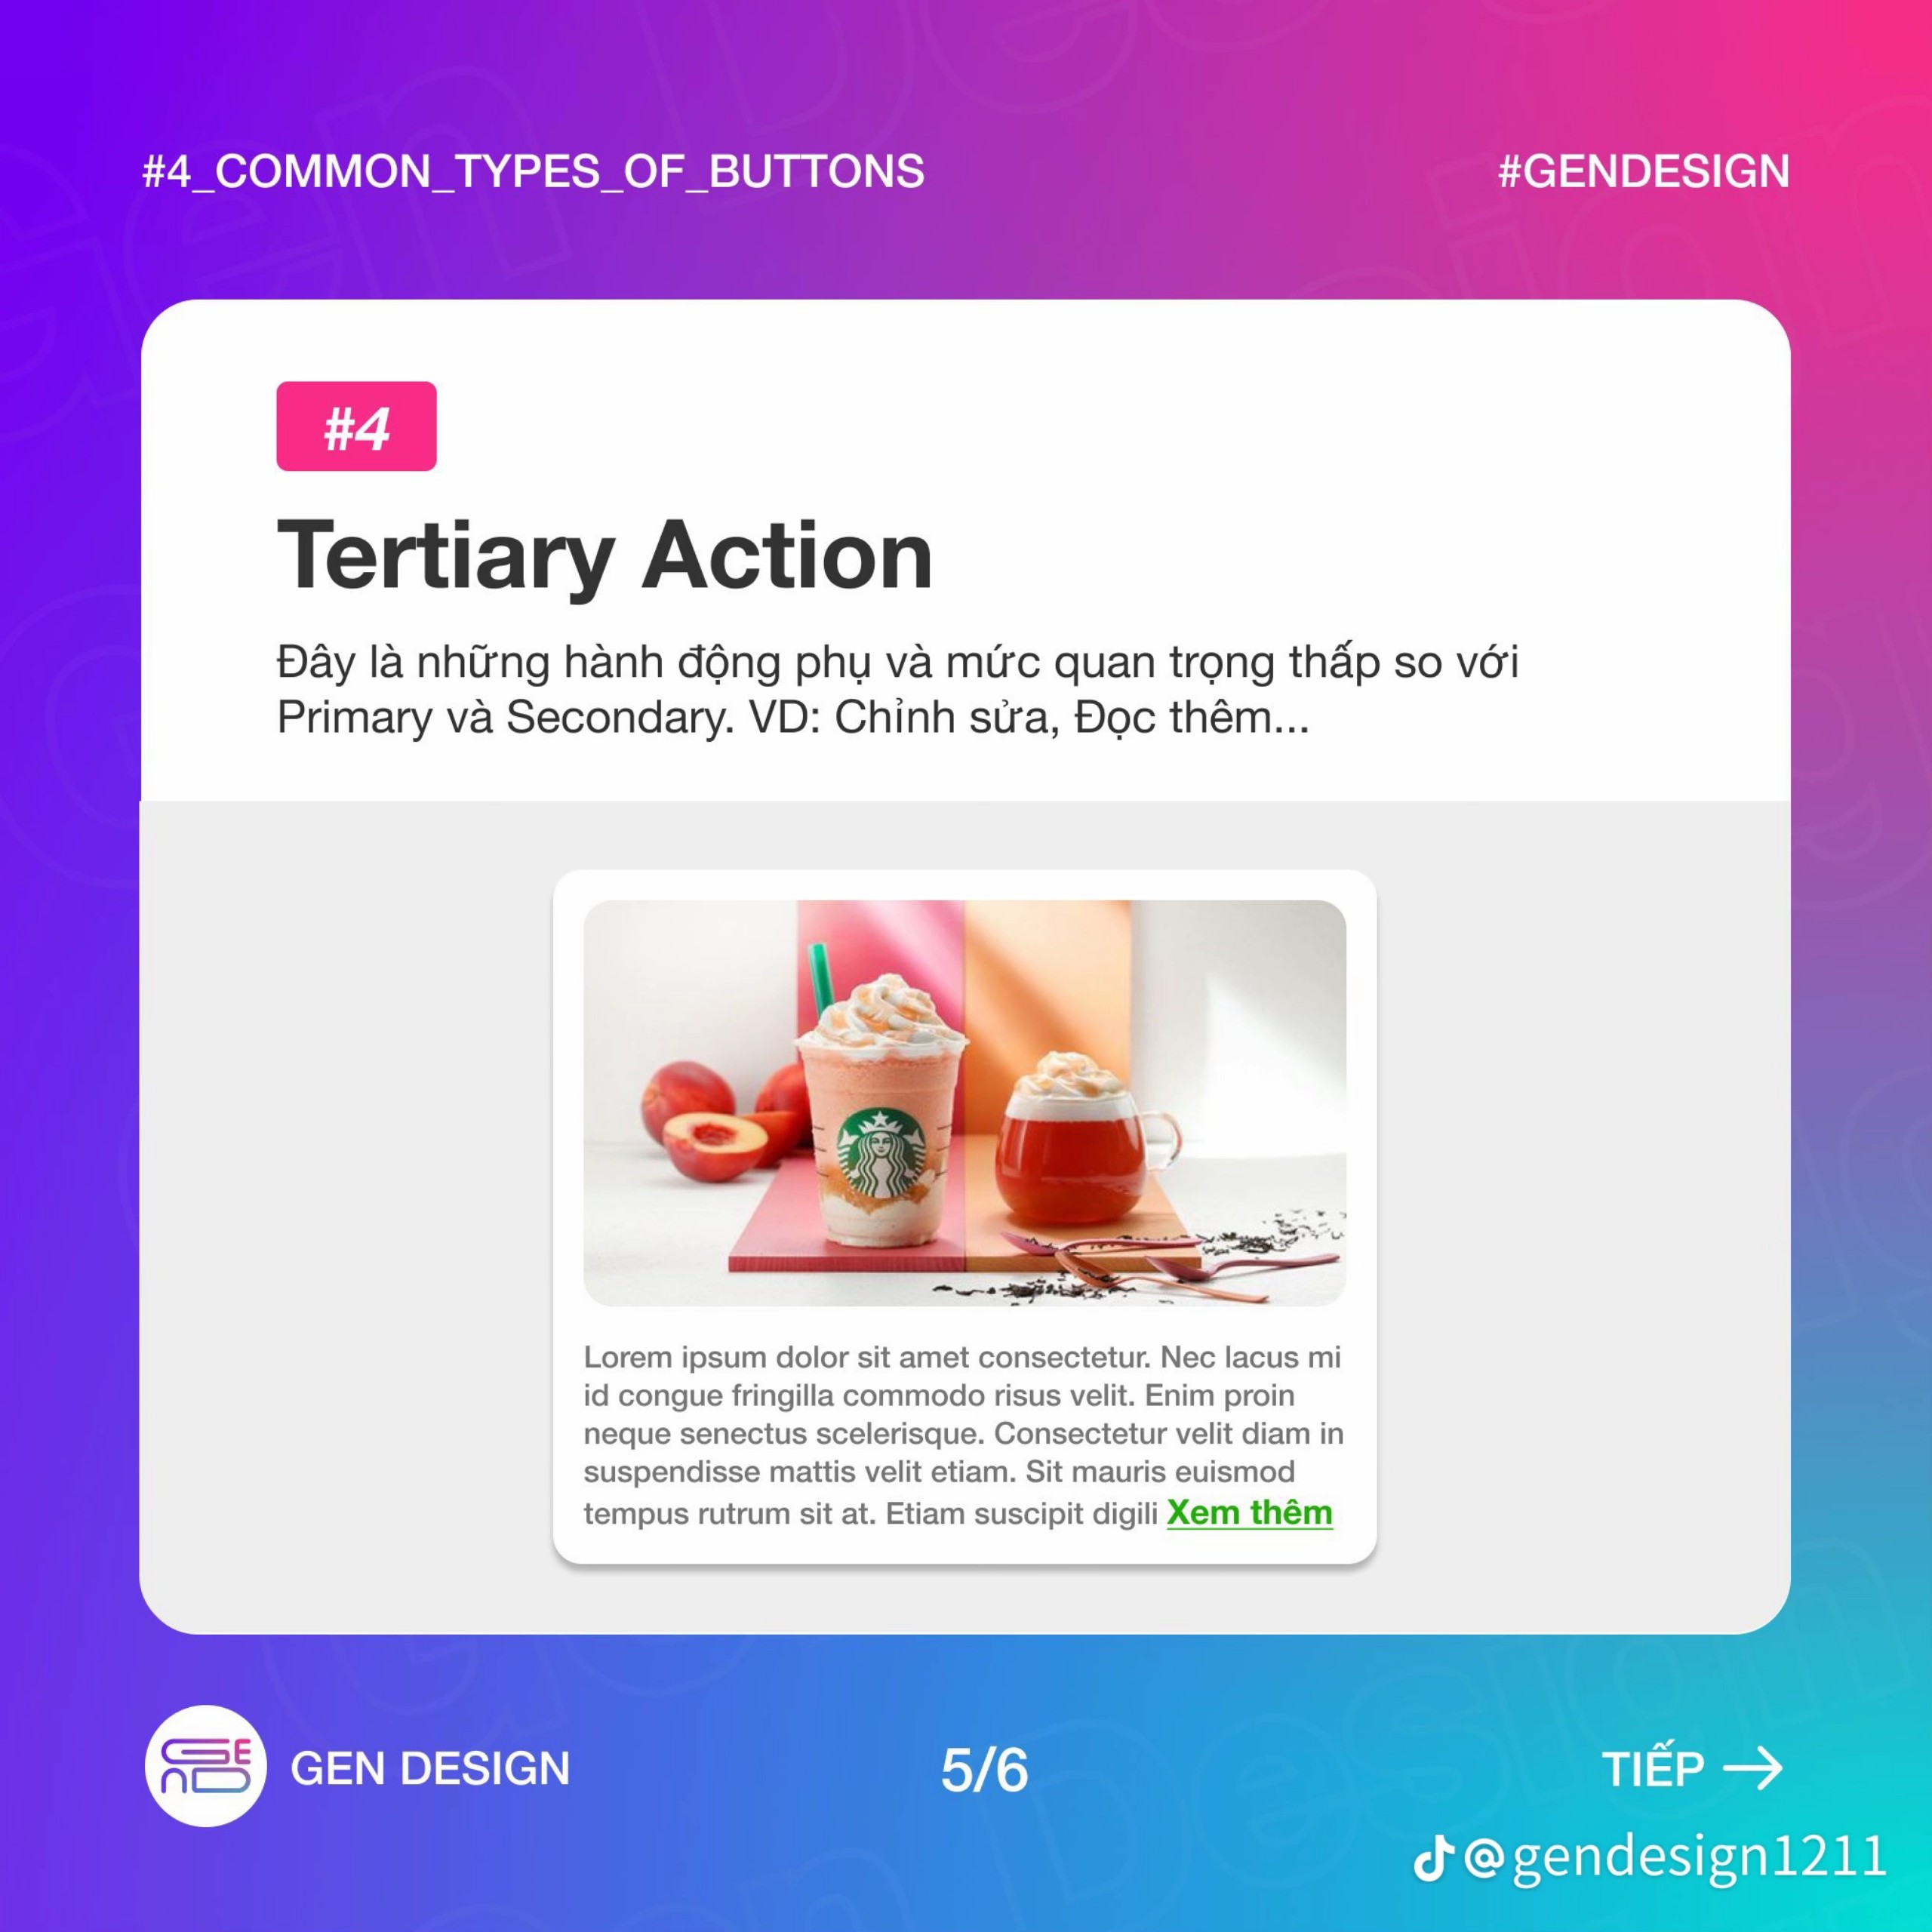 #4_COMMON_TYPES_OF_BUTTONS
#GENDESIGN
#4
Tertiary Action
Đây là những hành động phụ và mức quan trọng thấp so với
Primary và Secondary. VD: Chỉnh sửa, Đọc thêm...
Lorem ipsum dolor sit amet consectetur. Nec lacus mi
id congue fringilla commodo risus velit. Enim proin
neque senectus scelerisque. Consectetur velit diam in
suspendisse mattis velit etiam. Sit mauris euismod
tempus rutrum sit at. Etiam suscipit digili Xem thêm
GEN DESIGN
5/6
TIẾP →
@gendesign1211